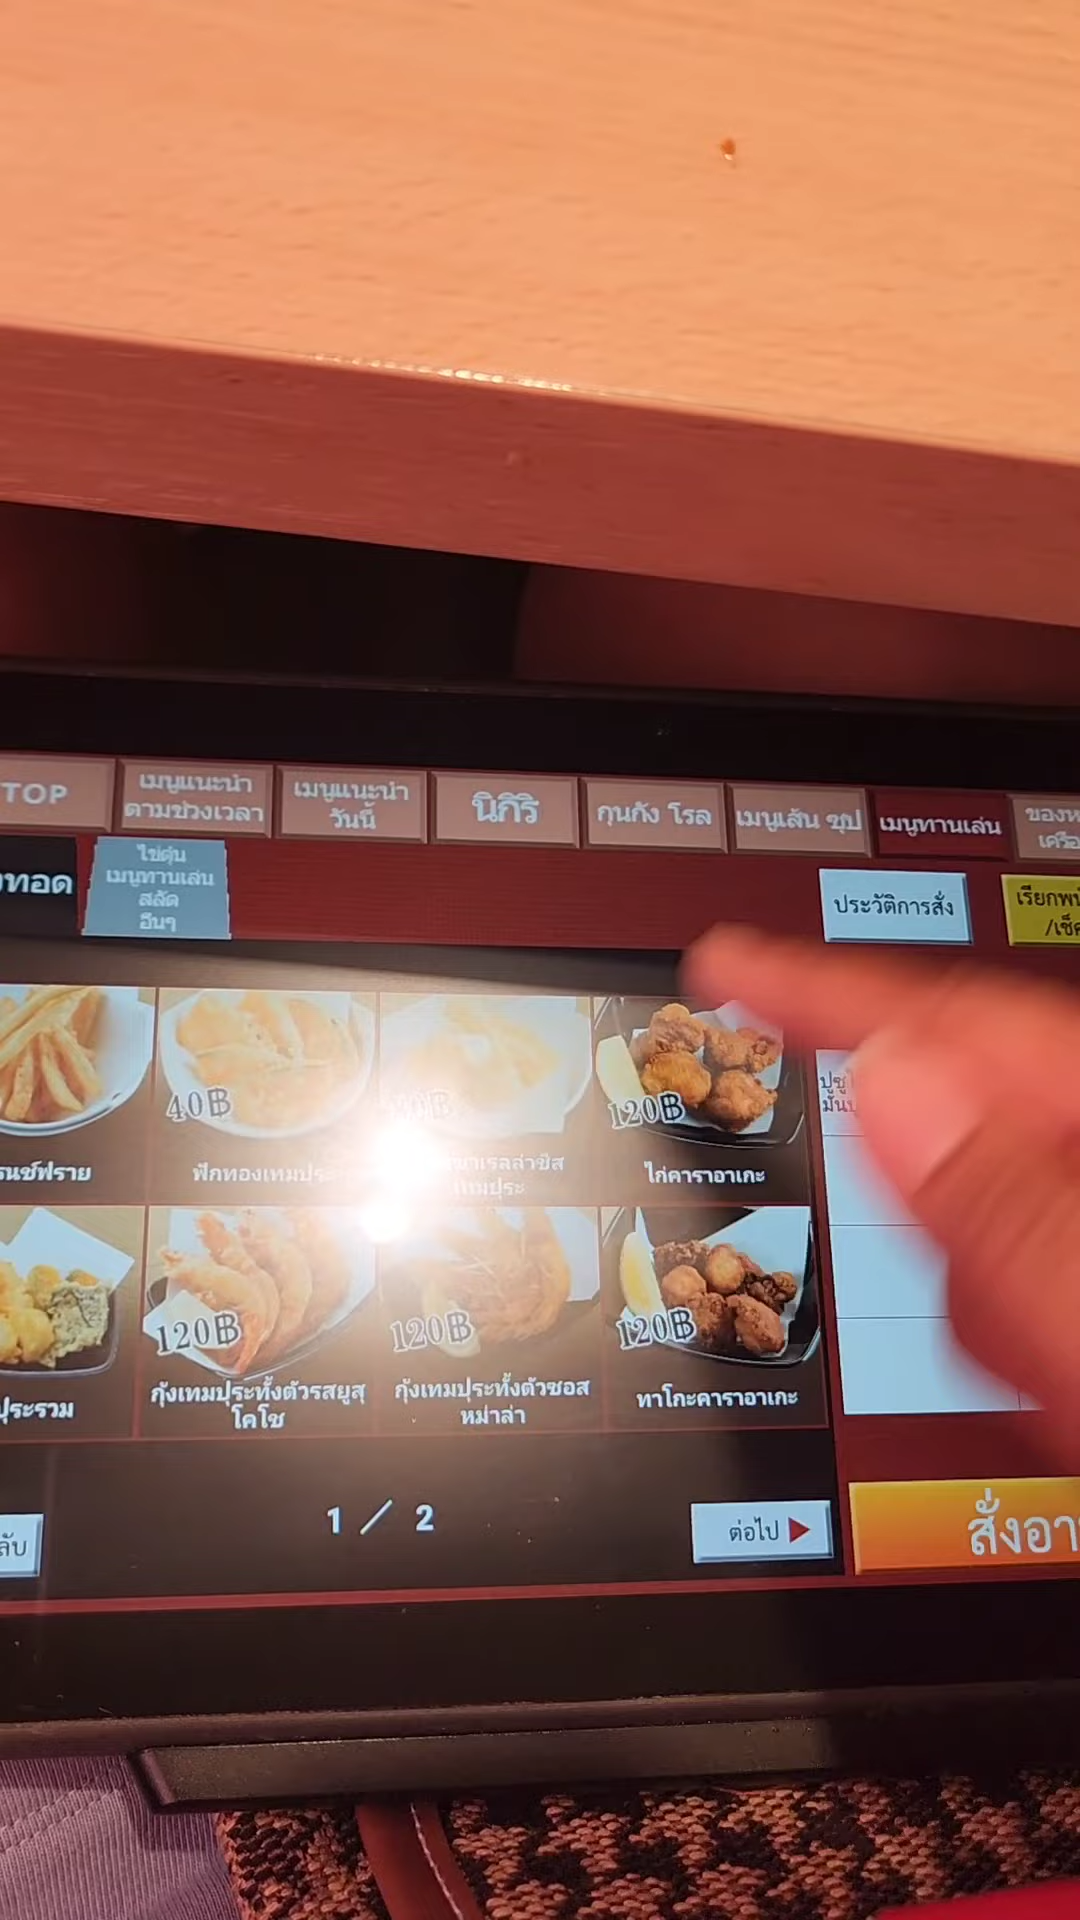 TOP
เมนูแนะนำ
ตามช่วงเวลา
เมนูแนะนำ
วันนี้
นิกิริ
กุนกัง โรล
เมนูเส้น ซุป
เมนูทานเล่น
ไข่ตุ๋น
เมนูทานเล่น
สลัด
อื่นๆ
ประวัติการสั่ง
40B
120B
ไก่คาราอาเกะ
120B
กุ้งเทมปุระทั้งตัวรสยูสุ
โคโช
120B
กุ้งเทมปุระทั้งตัวซอส
หม่าล่า
120B
ทาโกะคาราอาเกะ
1 / 2
ต่อไป